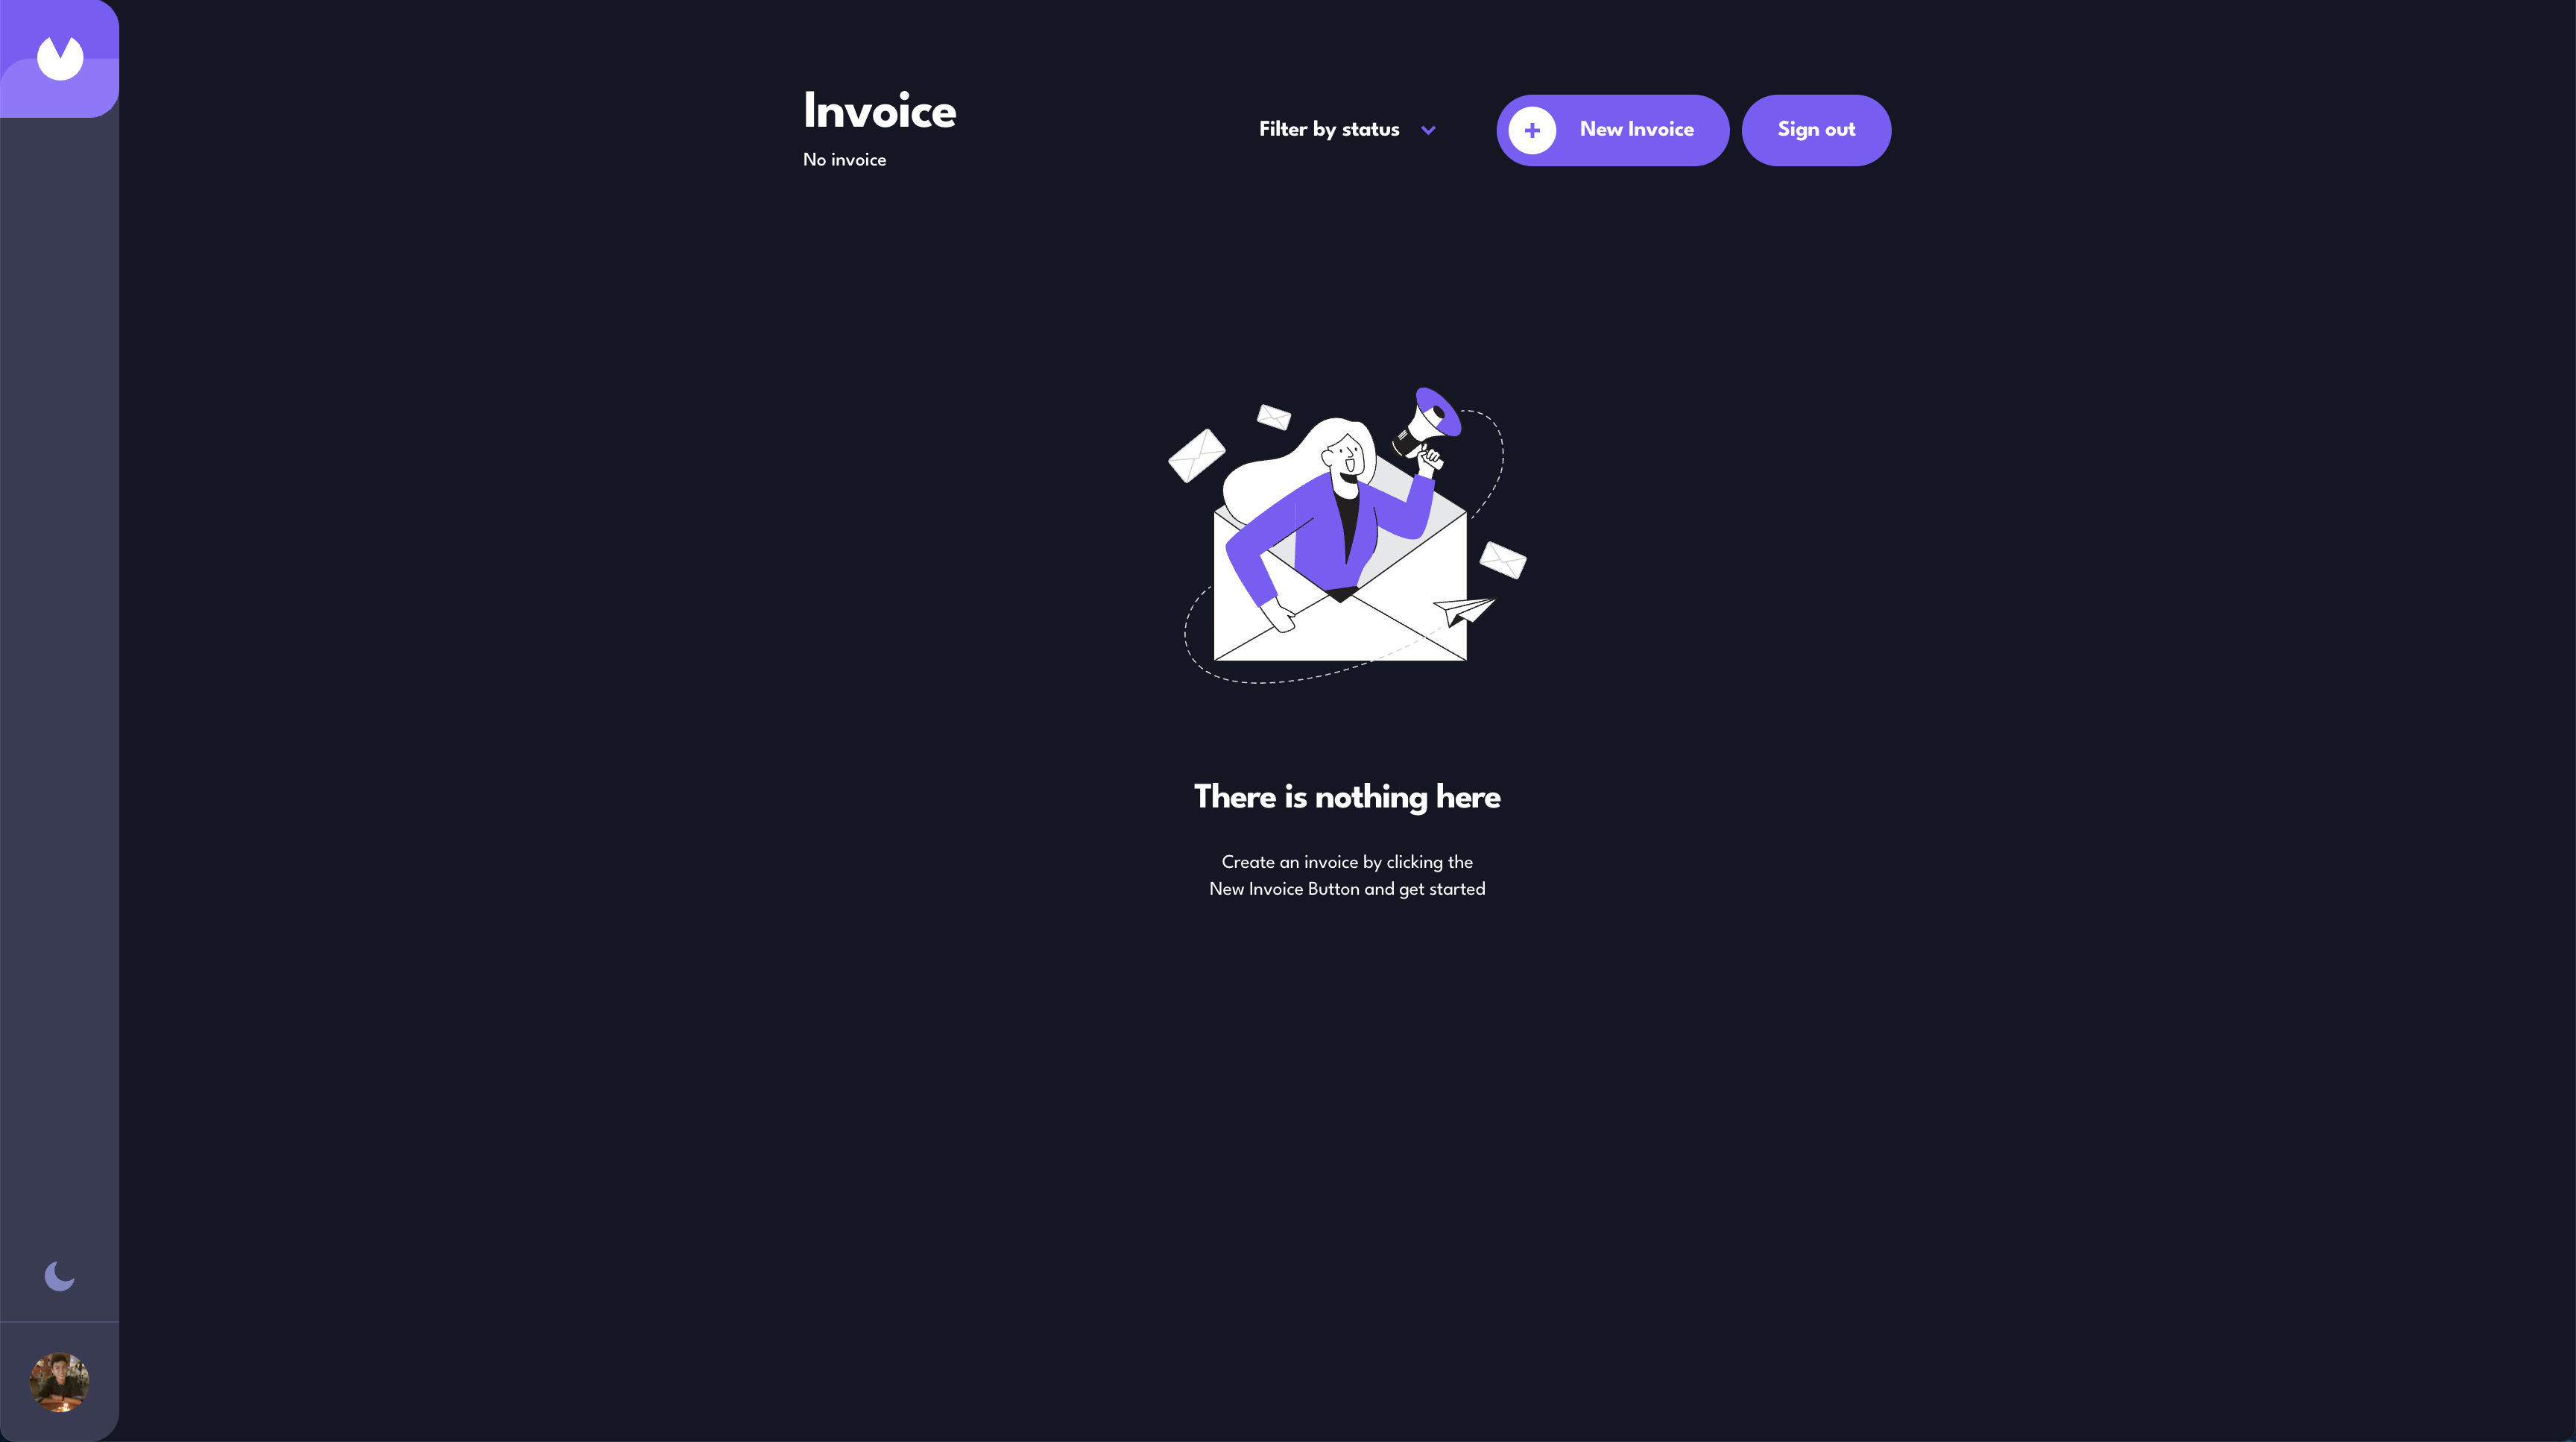 Invoice
No invoice
Filter by status
New Invoice
Sign out
There is nothing here
Create an invoice by clicking the
New Invoice Button and get started